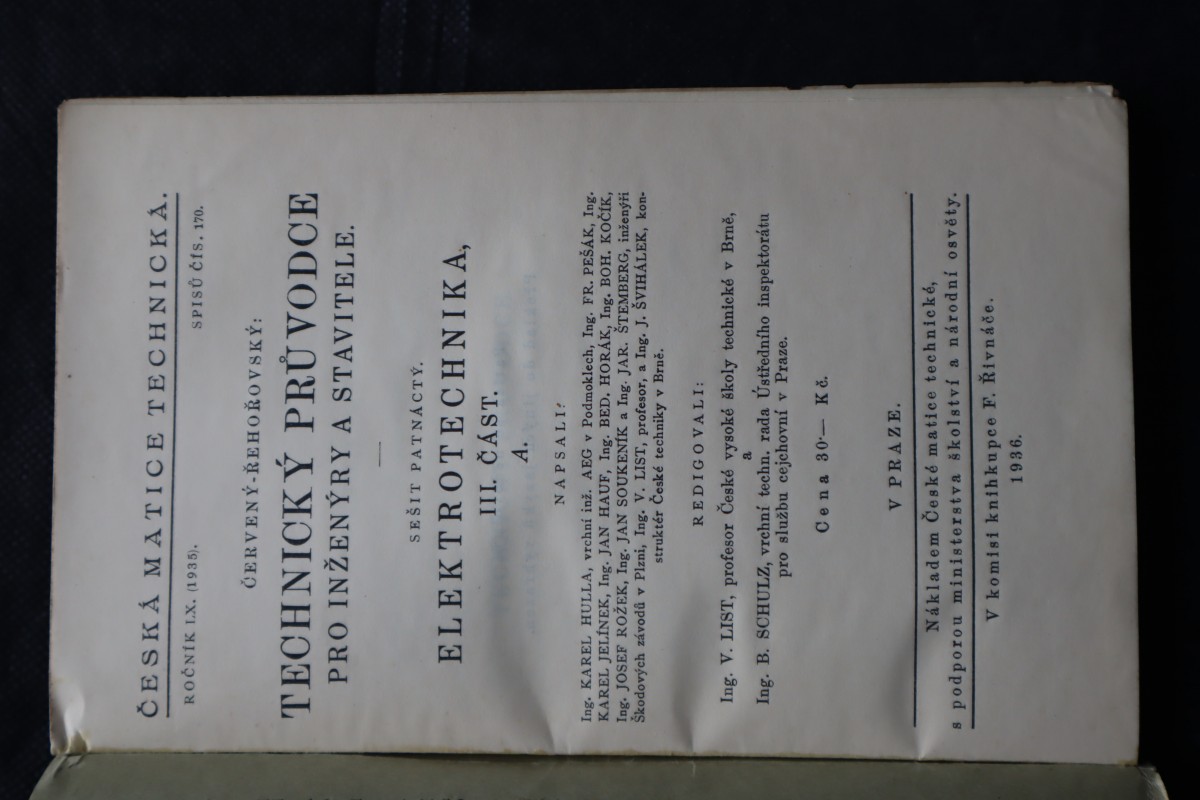 ČESKÁ MATICE TECHNICKÁ.
ROČNÍK LX. (1935). SPISŮ ČÍS. 170.
ČERVENÝ-ŘEHOŘOVSKÝ:
TECHNICKÝ PRŮVODCE
PRO INŽENÝRY A STAVITELE.
SEŠIT PATNÁCTÝ.
ELEKTROTECHNIKA,
III. ČÁST.
A.
NAPSALI:
Ing. KAREL HULLA, vrchní inž. AEG v Podmoklech, Ing. FR. PEŠÁK, Ing.
KAREL JELÍNEK, Ing. JAN HAUF, Ing. BED. HORÁK, Ing. BOH. KOČÍK,
Ing. JOSEF ROŽEK, Ing. JAN SOUKENÍK a Ing. JAR. ŠTEMBERG, inženýři
Škodových závodů v Plzni, Ing. V. LIST, profesor, a Ing. J. ŠVIHÁLEK, kon-
struktér České techniky v Brně.
REDIGOVALI:
Ing. V. LIST, profesor České vysoké školy technické v Brně,
a
Ing. B. SCHULZ, vrchní techn. rada Ústředního inspektorátu
pro službu cejchovní v Praze.
Cena 30·— Kč.
V PRAZE.
Nákladem České matice technické,
s podporou ministerstva školství a národní osvěty.
V komisi knihkupce F. Řivnáče.
1936.